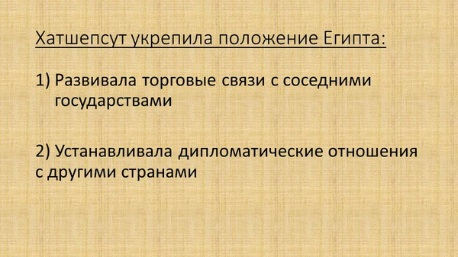 Хатшепсут укрепила положение Египта:
1) Развивала торговые связи с соседними
государствами
2) Устанавливала дипломатические отношения
с другими странами